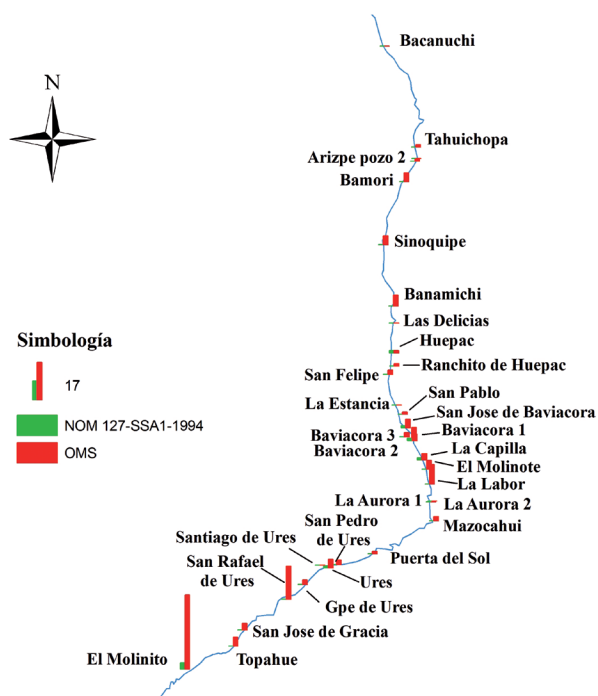 Bacanuchi
N
Tahuichopa
Arizpe pozo 2
Bamori
Sinoquipe
Banamichi
Las Delicias
Simbología
Huepac
17
Ranchito de Huepac
San Felipe
San Pablo
La Estancia
San Jose de Baviacora
NOM 127-SSA1-1994
Baviacora 3
Baviacora 1
Baviacora 2
OMS
La Capilla
El Molinote
La Labor
La Aurora 1
La Aurora 2
Mazocahui
San Pedro
de Ures
Santiago de Ures
Puerta del Sol
San Rafael
de Ures
Ures
Gpe de Ures
San Jose de Gracia
El Molinito
Topahue